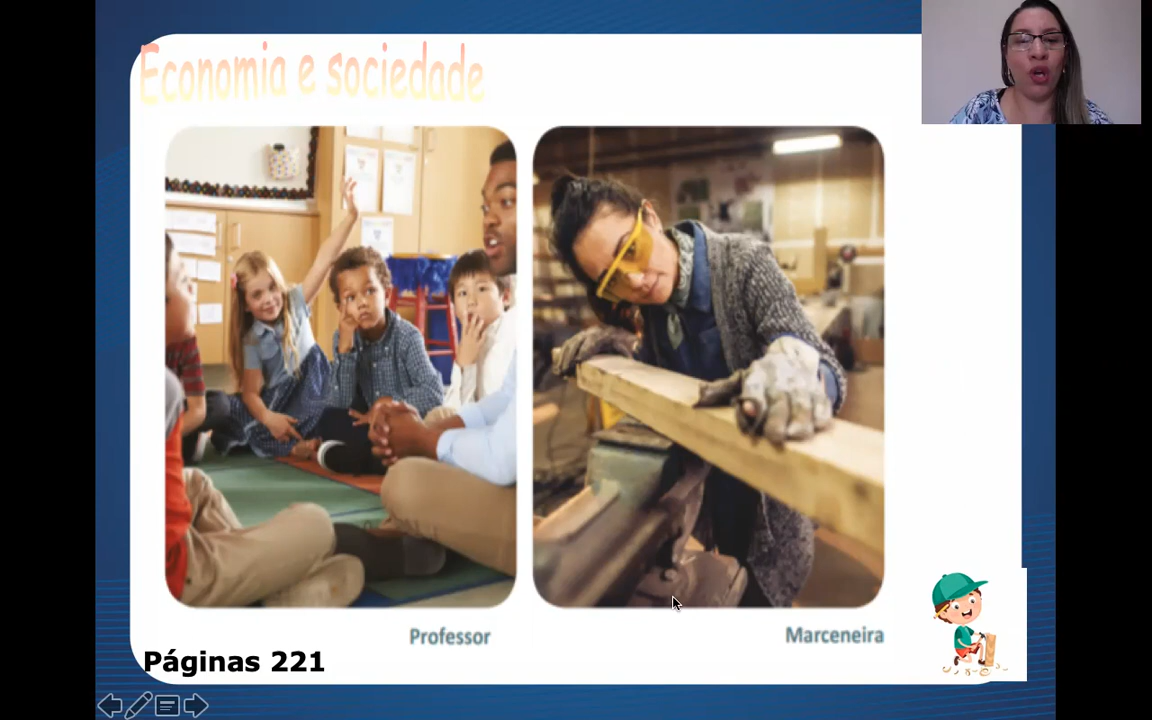 Economia e sociedade
Professor
Marceneira
Páginas 221